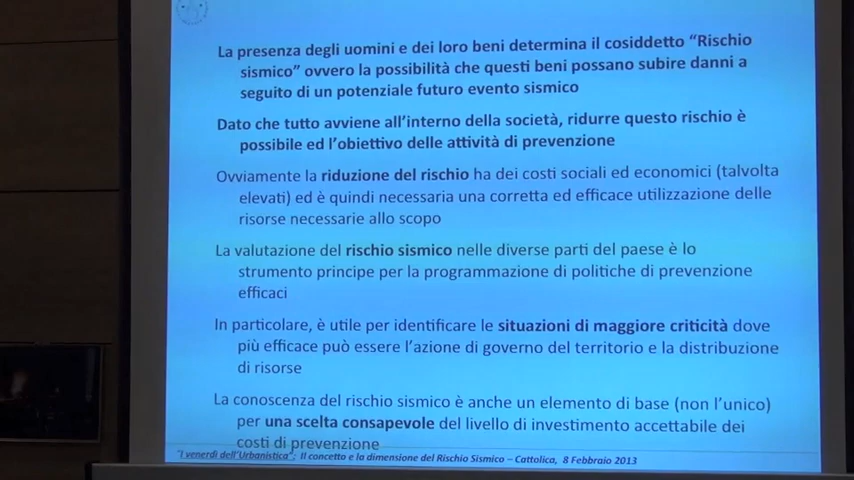 La presenza degli uomini e dei loro beni determina il cosiddetto “Rischio
sismico” ovvero la possibilità che questi beni possano subire danni a
seguito di un potenziale futuro evento sismico
Dato che tutto avviene all’interno della società, ridurre questo rischio è
possibile ed l’obiettivo delle attività di prevenzione
Ovviamente la riduzione del rischio ha dei costi sociali ed economici (talvolta
elevati) ed è quindi necessaria una corretta ed efficace utilizzazione delle
risorse necessarie allo scopo
La valutazione del rischio sismico nelle diverse parti del paese è lo
strumento principe per la programmazione di politiche di prevenzione
efficaci
In particolare, è utile per identificare le situazioni di maggiore criticità dove
più efficace può essere l’azione di governo del territorio e la distribuzione
di risorse
La conoscenza del rischio sismico è anche un elemento di base (non l’unico)
per una scelta consapevole del livello di investimento accettabile dei
costi di prevenzione
“I venerdì dell’Urbanistica”: Il concetto e la dimensione del Rischio Sismico – Cattolica, 8 Febbraio 2013